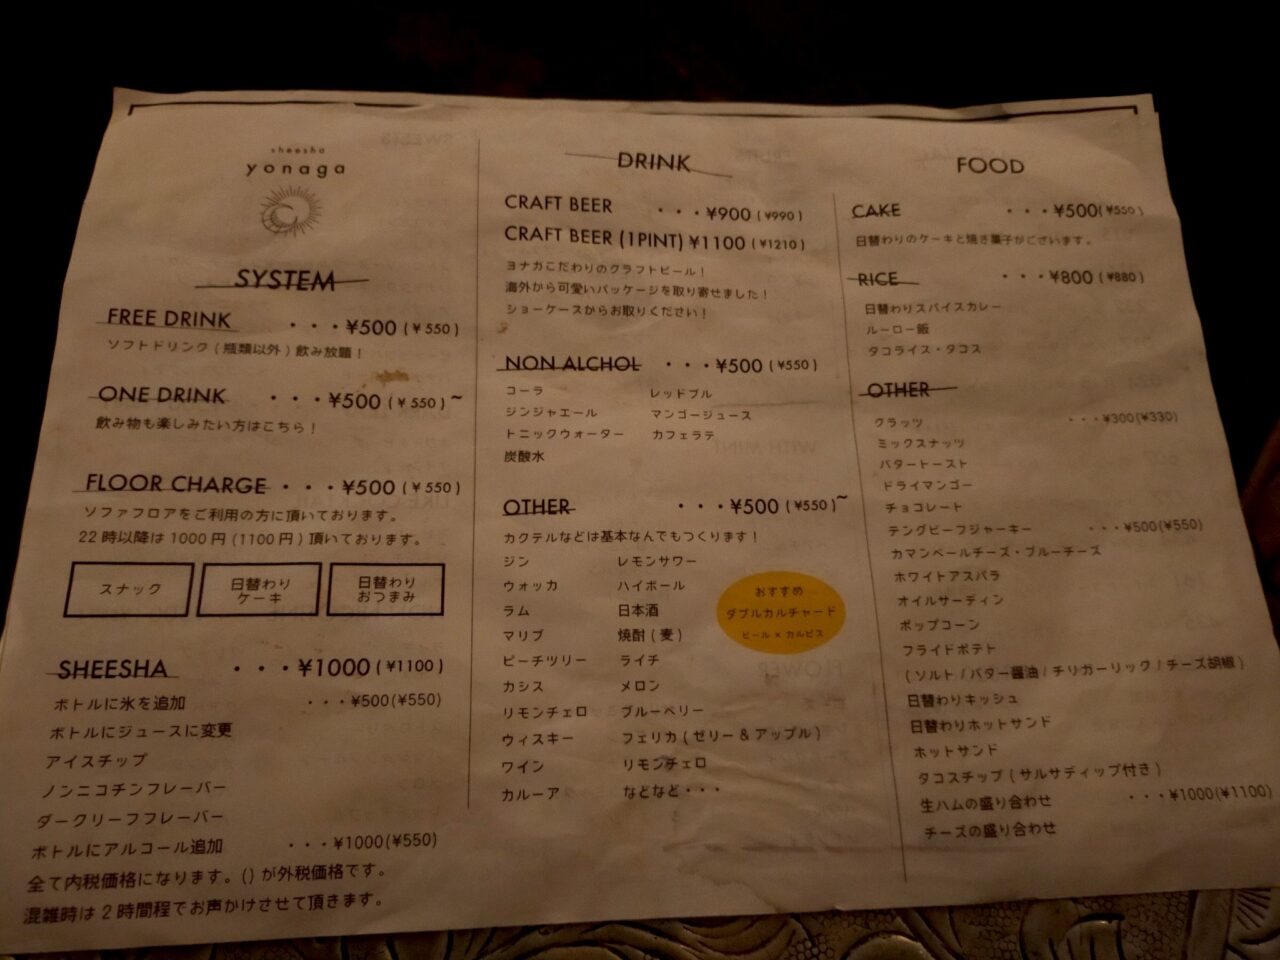 sheesha
yonaga
SYSTEM
FREE DRINK ・・・¥500 (¥550)
ソフトドリンク(瓶類以外)飲み放題！
ONE DRINK ・・・¥500 (¥550)~
飲み物も楽しみたい方はこちら！
FLOOR CHARGE ・・・¥500 (¥550)
ソファフロアをご利用の方に頂いております。
22時以降は1000円(1100円)頂いております。
スナック
日替わり
ケーキ
日替わり
おつまみ
SHEESHA ・・・¥1000 (¥1100)
ボトルに氷を追加 ・・・¥500(¥550)
ボトルにジュースに変更
アイスチップ
ノンニコチンフレーバー
ダークリーフフレーバー
ボトルにアルコール追加 ・・・¥1000(¥550)
全て内税価格になります。()が外税価格です。
混雑時は2時間程でお声かけさせて頂きます。
DRINK
CRAFT BEER ・・・¥900 (¥990)
CRAFT BEER (1PINT) ¥1100 (¥1210)
ヨナガこだわりのクラフトビール！
海外から可愛いパッケージを取り寄せました！
ショーケースからお取りください！
NON ALCHOL ・・・¥500 (¥550)
コーラ レッドブル
ジンジャエール マンゴージュース
トニックウォーター カフェラテ
炭酸水
OTHER ・・・¥500 (¥550)~
カクテルなどは基本なんでもつくります！
ジン レモンサワー
ウォッカ ハイボール
ラム 日本酒
マリブ 焼酎(麦)
ピーチツリー ライチ
カシス メロン
リモンチェロ ブルーベリー
ウィスキー フェリカ(ゼリー&アップル)
ワイン リモンチェロ
カルーア などなど・・・
おすすめ
ダブルカルチャード
ビール×カルピス
FOOD
CAKE ・・・¥500(¥550)
日替わりのケーキと焼き菓子がございます。
RICE ・・・¥800 (¥880)
日替わりスパイスカレー
ルーロー飯
タコライス・タコス
OTHER
クラッツ ・・・¥300(¥330)
ミックスナッツ
バタートースト
ドライマンゴー
チョコレート
テングビーフジャーキー ・・・¥500(¥550)
カマンベールチーズ・ブルーチーズ
ホワイトアスパラ
オイルサーディン
ポップコーン
フライドポテト
(ソルト/バター醤油/チリガーリック/チーズ胡椒)
日替わりキッシュ
日替わりホットサンド
ホットサンド
タコスチップ(サルサディップ付き)
生ハムの盛り合わせ ・・・¥1000(¥1100)
チーズの盛り合わせ